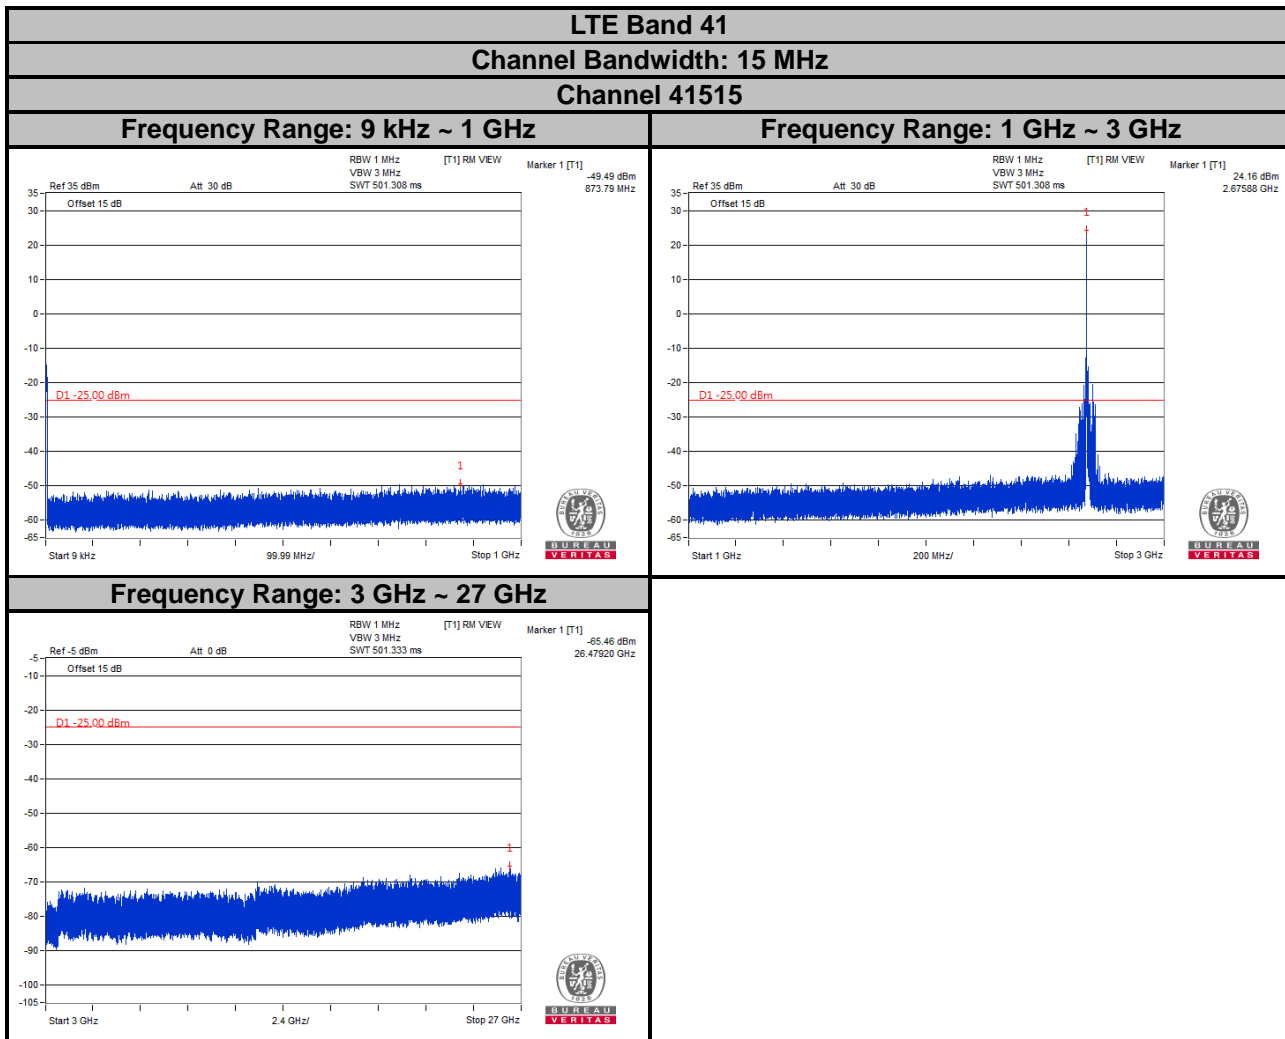 LTE Band 41
Channel Bandwidth: 15 MHz
Channel 41515
Frequency Range: 9 kHz ~ 1 GHz
RBW 1 MHz
[T1] RM VIEW
Marker 1 [T1]
VBW 3 MHz
-49.49 dBm
Ref 35 dBm
Att 30 dB
SWT 501.308 ms
873.79 MHz
35
Offset 15 dB
30
20
10
0
-10
-20
D1 -25.00 dBm
-30
-40
1
-50
-60
-65
Start 9 kHz
99.99 MHz/
Stop 1 GHz
BUREAU VERITAS
1828
BUREAU
VERITAS
Frequency Range: 1 GHz ~ 3 GHz
RBW 1 MHz
[T1] RM VIEW
Marker 1 [T1]
VBW 3 MHz
24.16 dBm
Ref 35 dBm
Att 30 dB
SWT 501.308 ms
2.67588 GHz
35
Offset 15 dB
30
1
20
10
0
-10
-20
D1 -25.00 dBm
-30
-40
-50
-60
-65
Start 1 GHz
200 MHz/
Stop 3 GHz
BUREAU VERITAS
1828
BUREAU
VERITAS
Frequency Range: 3 GHz ~ 27 GHz
RBW 1 MHz
[T1] RM VIEW
Marker 1 [T1]
VBW 3 MHz
-65.46 dBm
Ref -5 dBm
Att 0 dB
SWT 501.333 ms
26.47920 GHz
-5
Offset 15 dB
-10
-20
D1 -25.00 dBm
-30
-40
-50
-60
1
-70
-80
-90
-100
-105
Start 3 GHz
2.4 GHz/
Stop 27 GHz
BUREAU VERITAS
1828
BUREAU
VERITAS